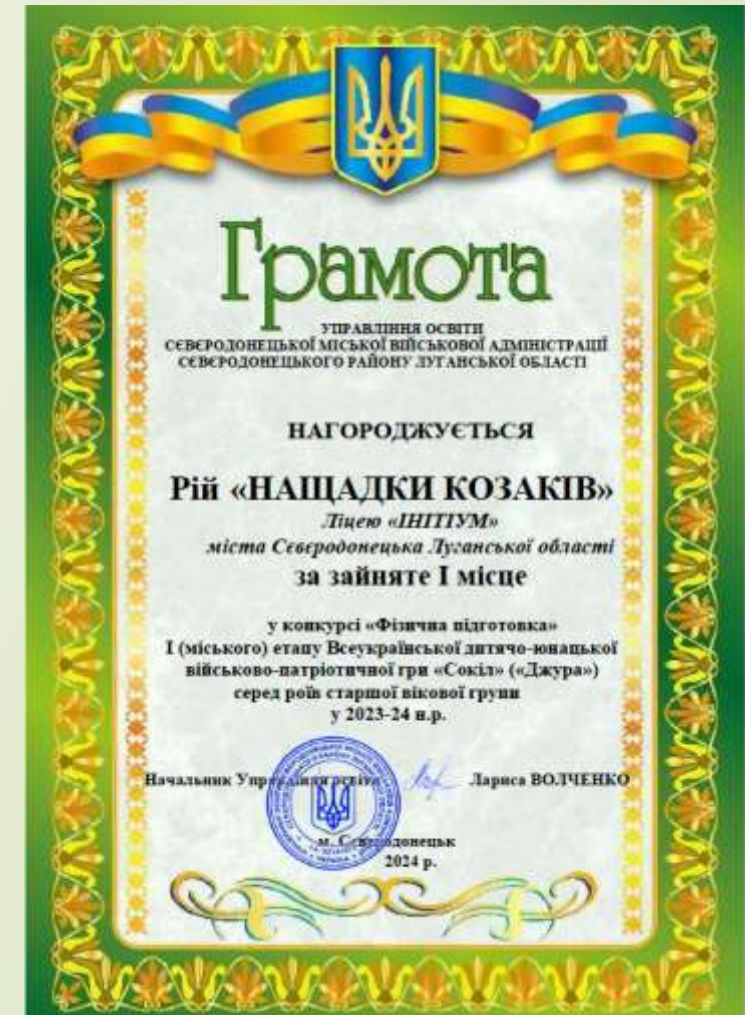 Грамота
УПРАВЛІННЯ ОСВІТИ
СЄВЄРОДОНЕЦЬКОЇ МІСЬКОЇ ВІЙСЬКОВОЇ АДМІНІСТРАЦІЇ
СЄВЄРОДОНЕЦЬКОГО РАЙОНУ ЛУГАНСЬКОЇ ОБЛАСТІ
НАГОРОДЖУЄТЬСЯ
Рій «НАЩАДКИ КОЗАКІВ»
Ліцею «ІНІТІУМ»
міста Сєвєродонецька Луганської області
за зайняте І місце
у конкурсі «Фізична підготовка»
І (міського) етапу Всеукраїнської дитячо-юнацької
військово-патріотичної гри «Сокіл» («Джура»)
серед роїв старшої вікової групи
у 2023-24 н.р.
Начальник Управління освіти Лариса ВОЛЧЕНКО
м. Сєвєродонецьк
2024 р.